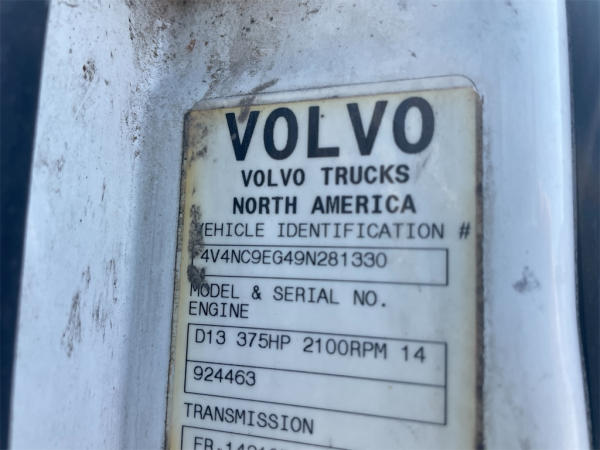 VOLVO
VOLVO TRUCKS
NORTH AMERICA
VEHICLE IDENTIFICATION #
4V4NC9EG49N281330
MODEL & SERIAL NO.
ENGINE
D13 375HP 2100RPM 14
924463
TRANSMISSION